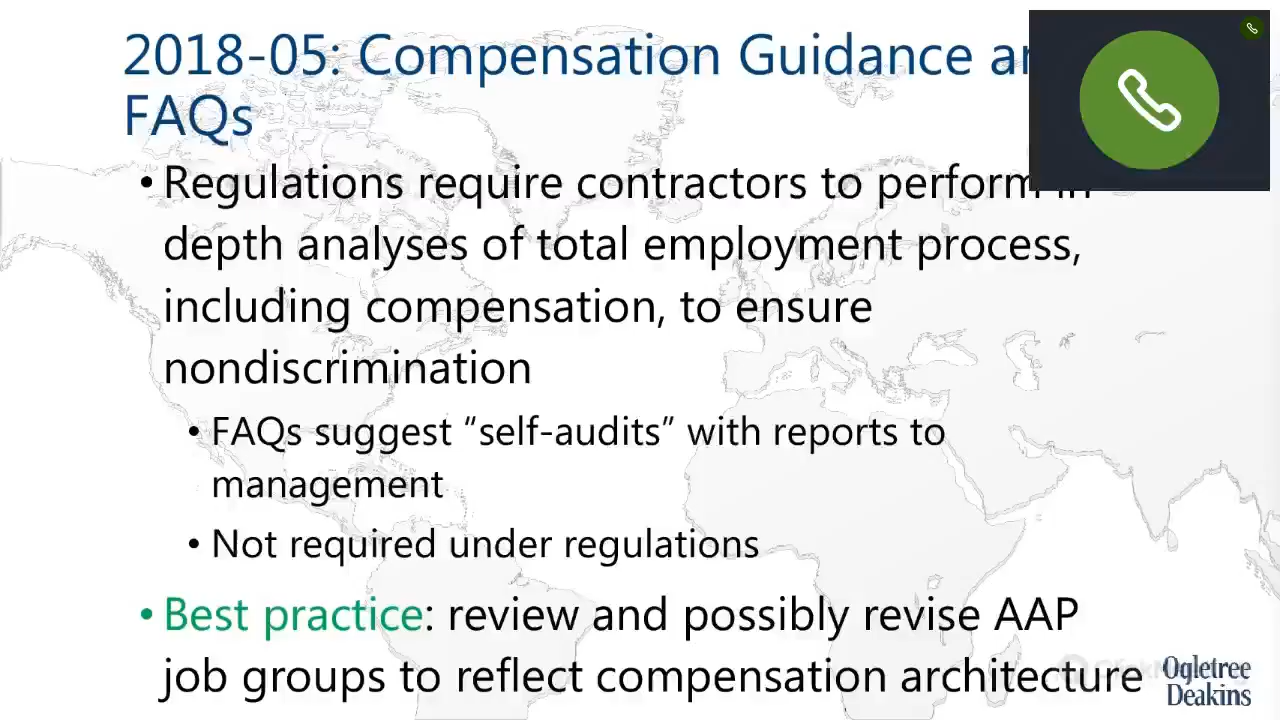 2018-05: Compensation Guidance
FAQs
• Regulations require contractors to perform in
depth analyses of total employment process,
including compensation, to ensure
nondiscrimination
• FAQs suggest “self-audits” with reports to
management
• Not required under regulations
• Best practice: review and possibly revise AAP
job groups to reflect compensation architecture
Ogletree
Deakins